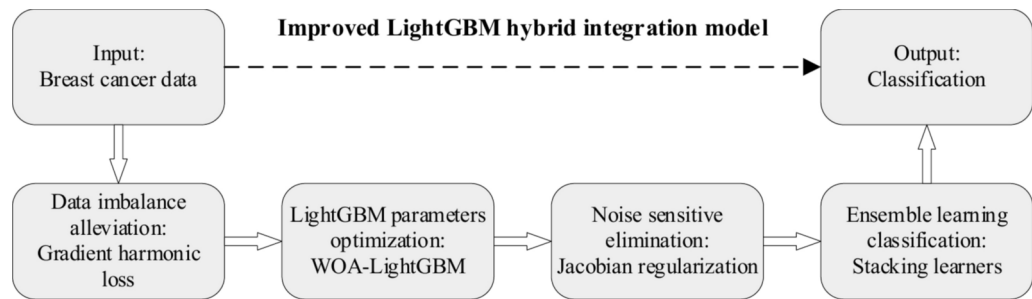 Improved LightGBM hybrid integration model
Input:
Breast cancer data
Output:
Classification
Data imbalance
alleviation:
Gradient harmonic
loss
LightGBM parameters
optimization:
WOA-LightGBM
Noise sensitive
elimination:
Jacobian regularization
Ensemble learning
classification:
Stacking learners